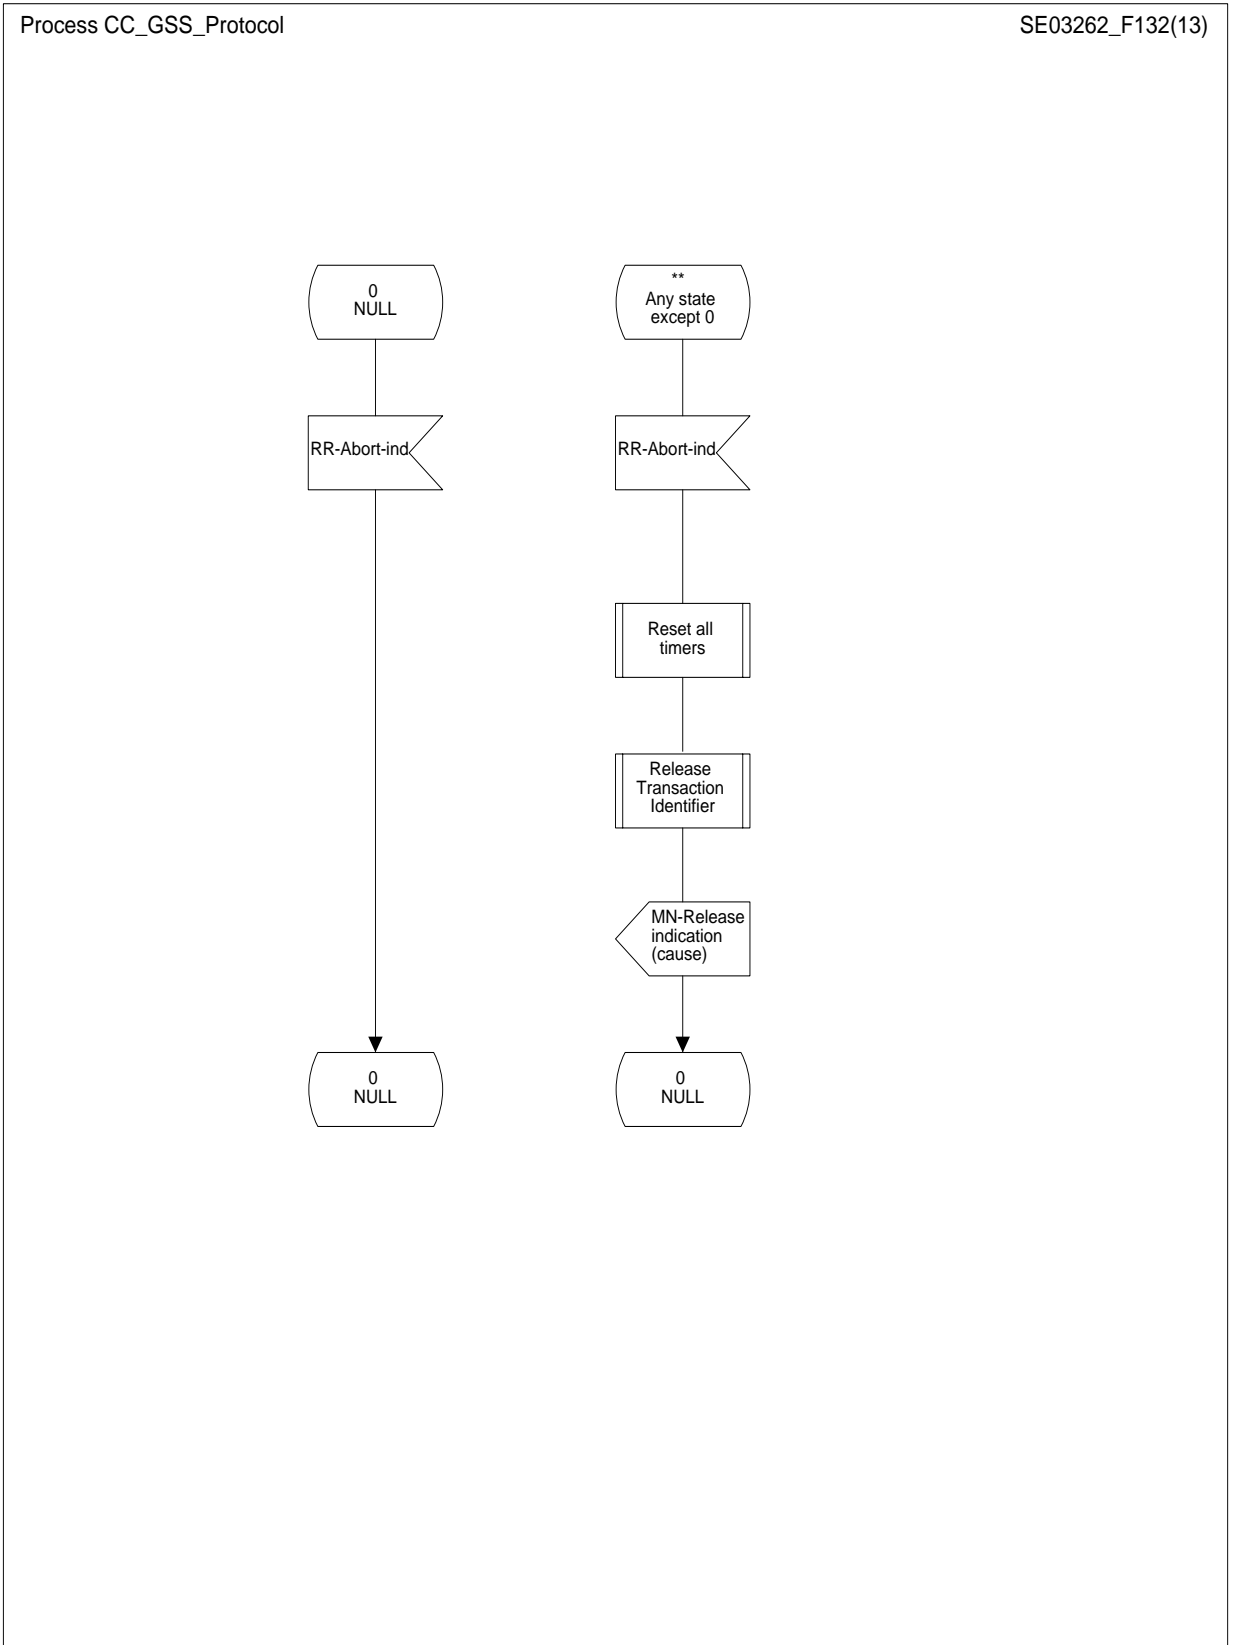 Process CC_GSS_Protocol
SE03262_F132(13)
0
NULL
RR-Abort-ind
0
NULL
**
Any state
except 0
RR-Abort-ind
Reset all
timers
Release
Transaction
Identifier
MN-Release
indication
(cause)
0
NULL